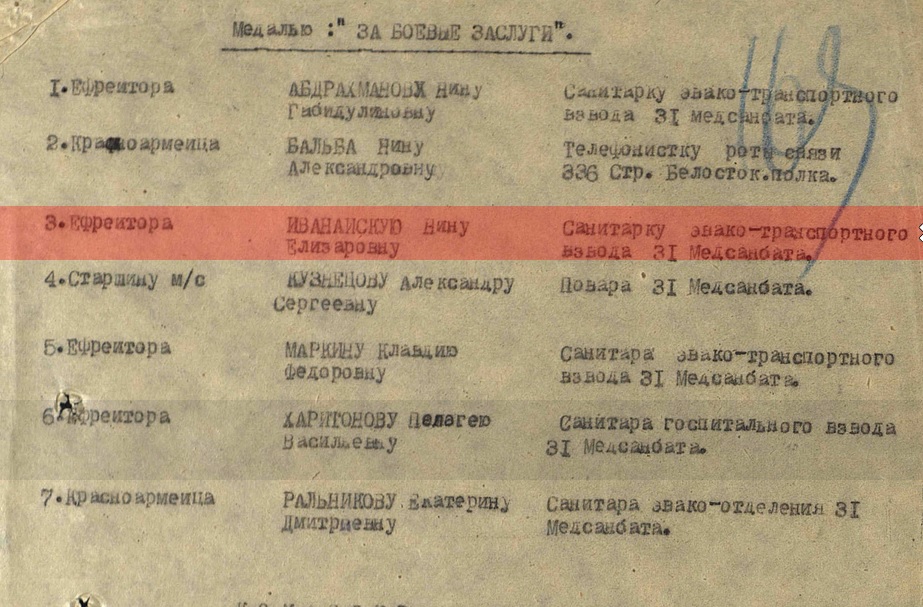 Медалью :" ЗА БОЕВЫЕ ЗАСЛУГИ".
1.Ефрейтора АБДРАХМАНОВУ Нину Санитарку эвако-транспортного
Габидулиновну взвода 31 медсанбата.
2.Красноармейца БАЛЬВА Нину Телефонистку роты связи
Александровну 336 Стр. Белосток.полка.
3.Ефрейтора ИВАНАЙСКУЮ Нину Санитарку эвако-транспортного
Елизаровну взвода 31 Медсанбата.
4.Старшину м/с КУЗНЕЦОВУ Александру Повара 31 Медсанбата.
Сергеевну
5.Ефрейтора МАРКИНУ Клавдию Санитара эвако-транспортного
Федоровну взвода 31 Медсанбата.
6.Ефрейтора ХАРИТОНОВУ Пелагею Санитара госпитального взвода
Васильевну 31 Медсанбата.
7.Красноармейца РАЛЬНИКОВУ Екатерину Санитара эвако-отделения 31
Дмитриевну Медсанбата.